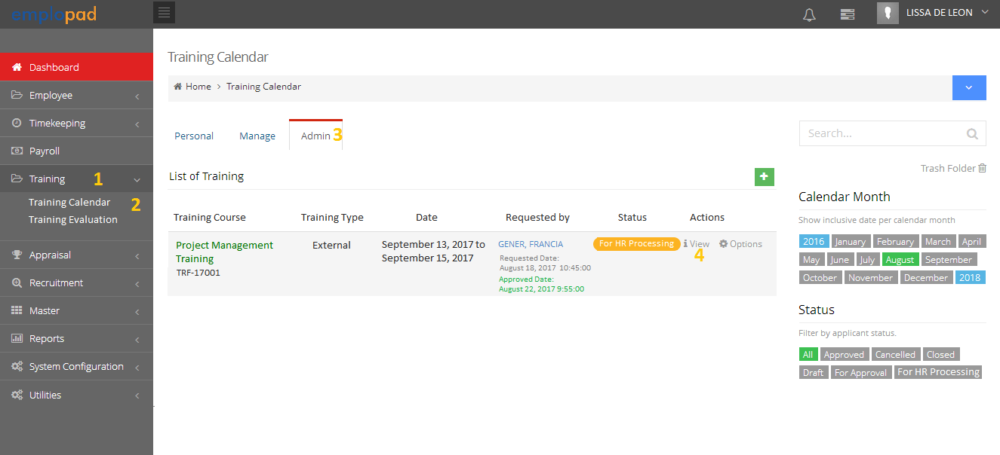 emplopad
LISSA DE LEON
Dashboard
Employee
Timekeeping
Payroll
Training 1
Training Calendar 2
Training Evaluation
Appraisal
Recruitment
Master
Reports
System Configuration
Utilities
Training Calendar
Home > Training Calendar
Personal Manage Admin 3
List of Training
+
Training Course Training Type Date Requested by Status Actions
Project Management
Training
TRF-17001
External
September 13, 2017 to
September 15, 2017
GENER, FRANCIA
Requested Date:
August 18, 2017 10:45:00
Approved Date:
August 22, 2017 9:55:00
For HR Processing
View Options
4
Search...
Trash Folder
Calendar Month
Show inclusive date per calendar month
2016 January February March April
May June July August September
October November December 2018
Status
Filter by applicant status.
All Approved Cancelled Closed
Draft For Approval For HR Processing